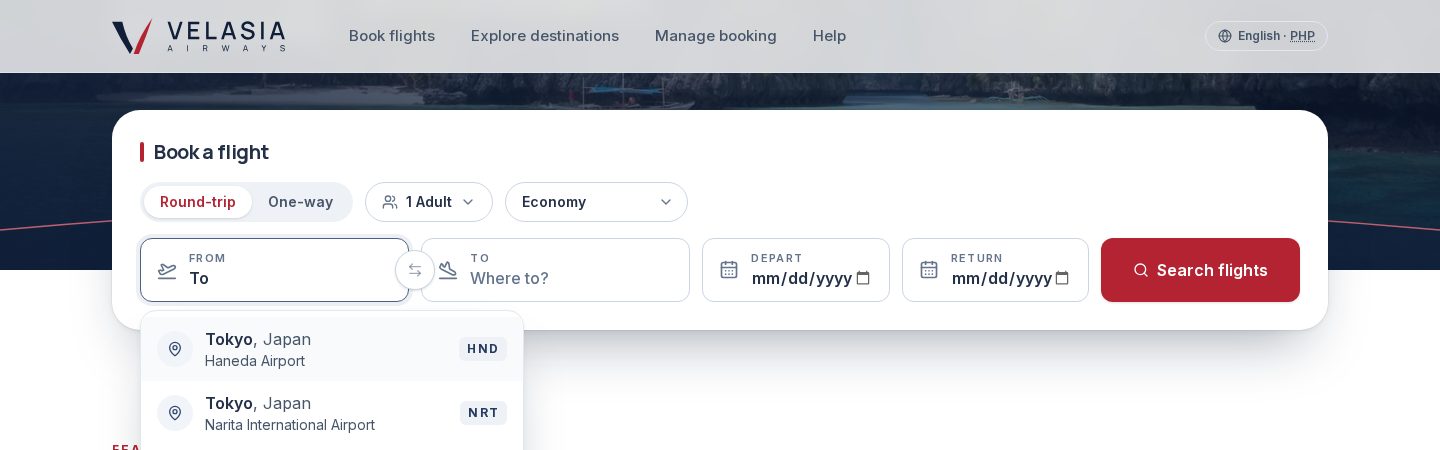 VELASIA
AIRWAYS
Book flights
Explore destinations
Manage booking
Help
English · PHP
Book a flight
Round-trip
One-way
1 Adult
Economy
FROM
To
TO
Where to?
DEPART
mm/dd/yyyy
RETURN
mm/dd/yyyy
Search flights
Tokyo, Japan
Haneda Airport
HND
Tokyo, Japan
Narita International Airport
NRT